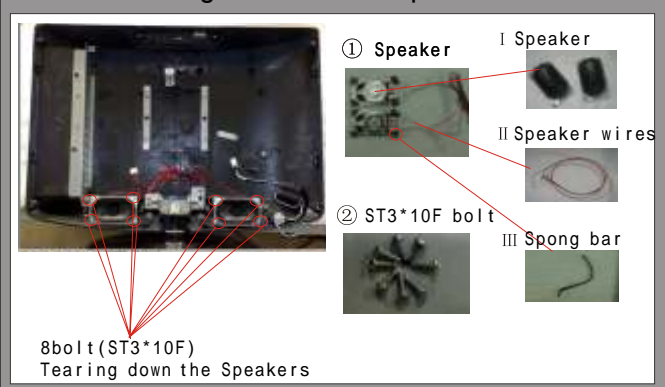 ① Speaker
Ⅰ Speaker
Ⅱ Speaker wires
② ST3*10F bolt
Ⅲ Spong bar
8bolt(ST3*10F)
Tearing down the Speakers